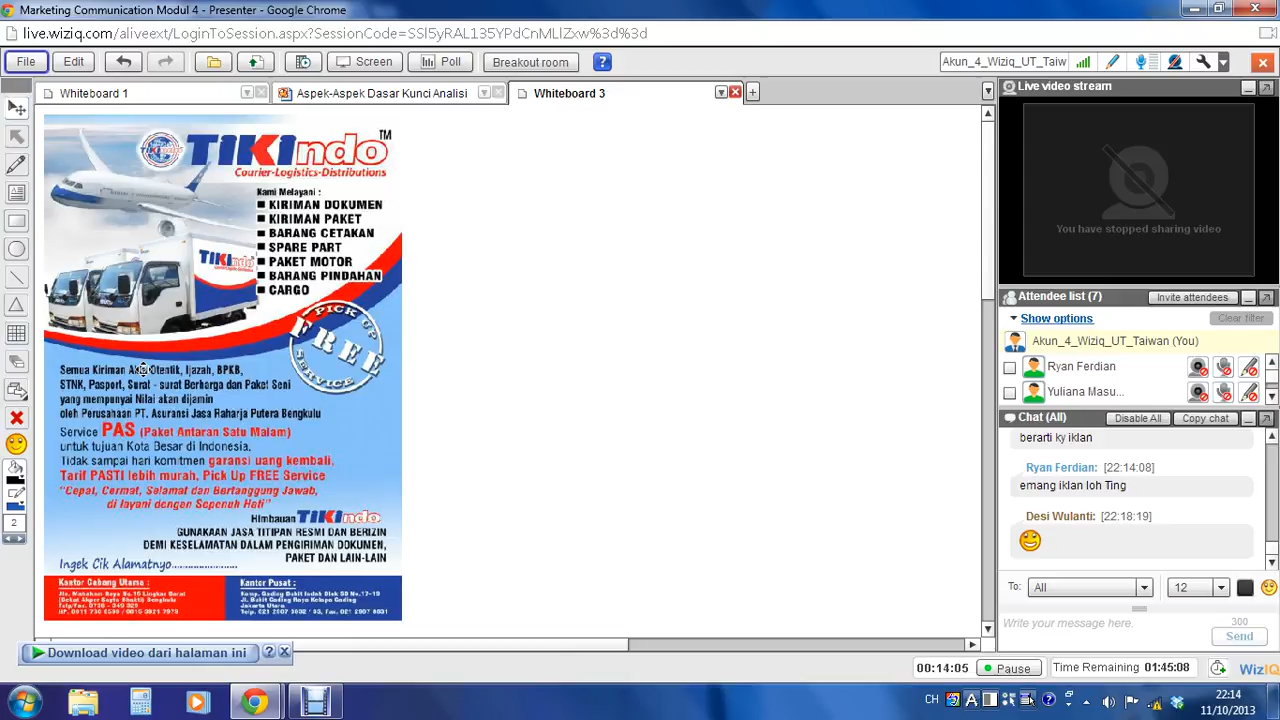 Marketing Communication Modul 4 - Presenter - Google Chrome
live.wiziq.com/aliveext/LoginToSession.aspx?SessionCode=SSl5yRAL135YPdCnMLlZxw%3d%3d
File Edit Screen Poll Breakout room ?
Akun_4_Wiziq_UT_Taiw
Whiteboard 1
Aspek-Aspek Dasar Kunci Analisi
Whiteboard 3
TIKIndo TM
Courier-Logistics-Distributions
Kami Melayani :
KIRIMAN DOKUMEN
KIRIMAN PAKET
BARANG CETAKAN
SPARE PART
PAKET MOTOR
BARANG PINDAHAN
CARGO
TIKIndo
PICK UP
FREE
SERVICE
Semua Kiriman Otentik, Ijazah, BPKB,
STNK, Pasport, Surat - surat Berharga dan Paket Seni
yang mempunyai Nilai akan dijamin
oleh Perusahaan PT. Asuransi Jasa Raharja Putera Bengkulu
Service PAS (Paket Antaran Satu Malam)
untuk tujuan Kota Besar di Indonesia,
Tidak sampai hari komitmen garansi uang kembali,
Tarif PASTI lebih murah, Pick Up FREE Service
"Cepat, Cermat, Selamat dan Bertanggung Jawab,
di layani dengan Sepenuh Hati"
Himbauan TIKIndo
GUNAKAAN JASA TITIPAN RESMI DAN BERIZIN
DEMI KESELAMATAN DALAM PENGIRIMAN DOKUMEN,
PAKET DAN LAIN-LAIN
Ingek Cik Alamatnyo........................
Kantor Cabang Utama :
Kantor Pusat :
Jakarta Utara
Live video stream
You have stopped sharing video
Attendee list (7)
Invite attendees
Show options
Clear filter
Akun_4_Wiziq_UT_Taiwan (You)
Ryan Ferdian
Yuliana Masu...
Chat (All)
Disable All
Copy chat
berarti ky iklan
Ryan Ferdian: [22:14:08]
emang iklan loh Ting
Desi Wulanti: [22:18:19]
To: All 12
Write your message here.
300
Send
2
Download video dari halaman ini ?
00:14:05 Pause Time Remaining 01:45:08 WizIQ
CH
22:14
11/10/2013